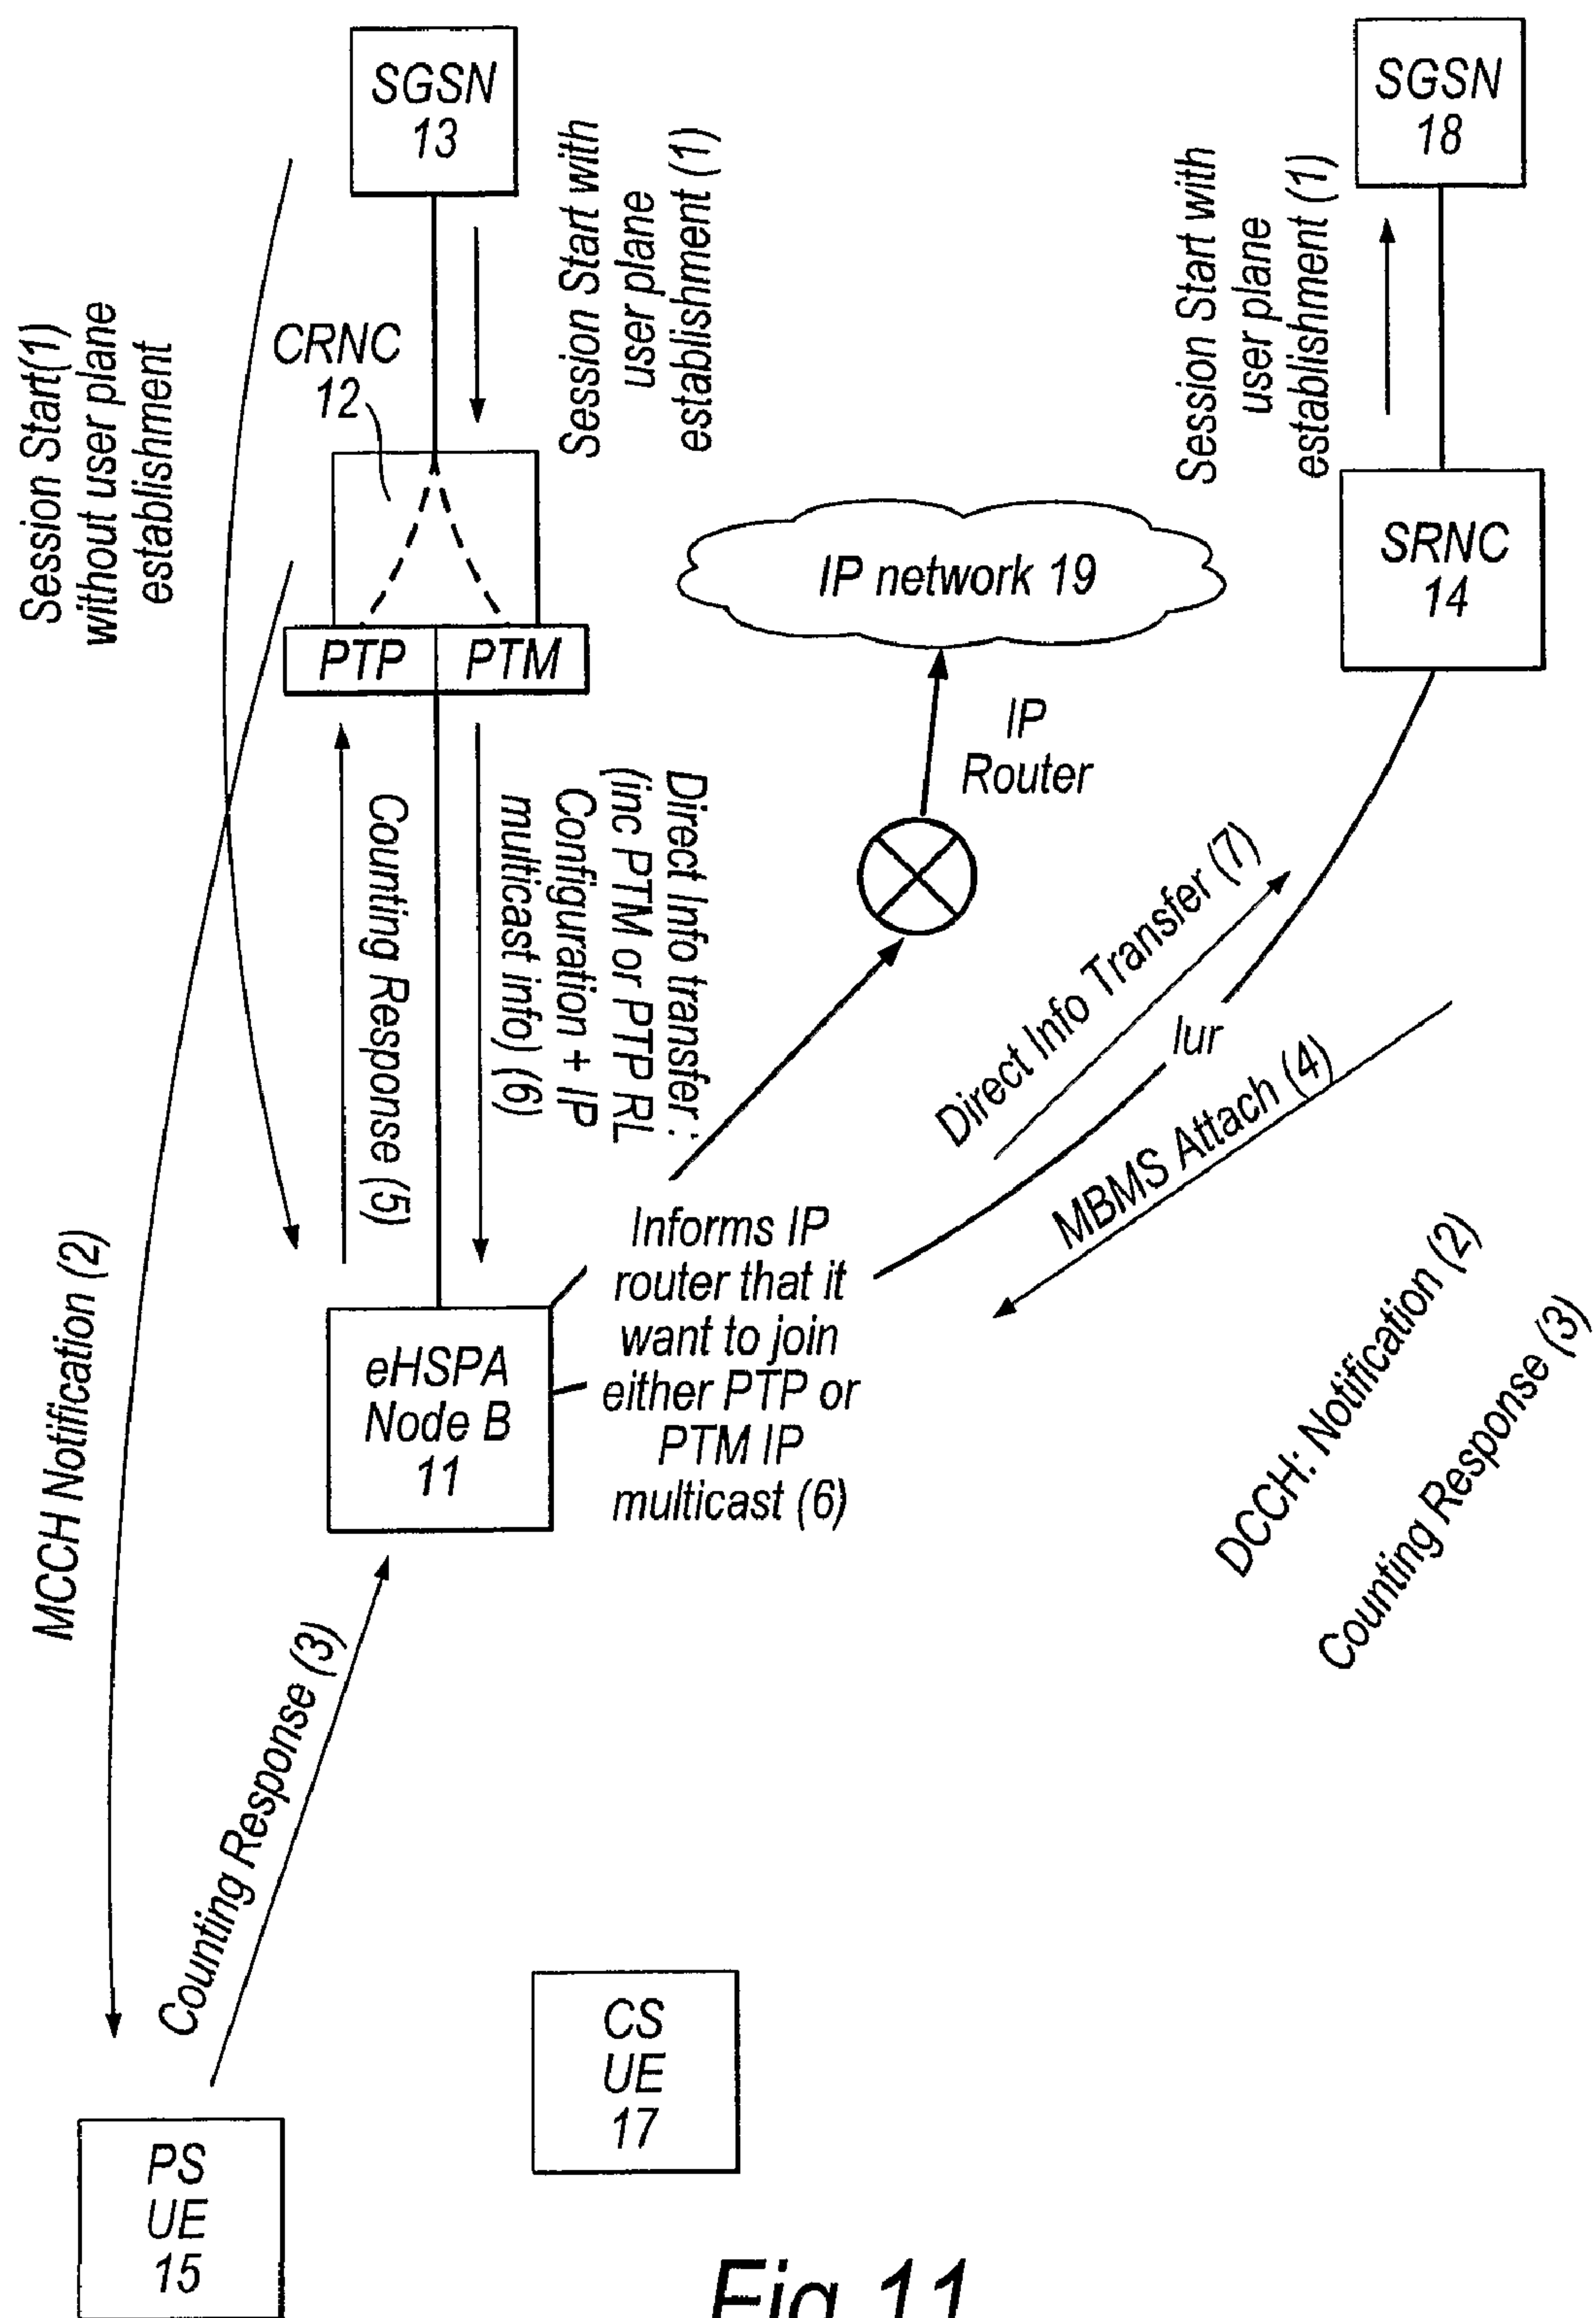 SGSN
13
SGSN
18
Session Start with
user plane
establishment (1)
Session Start with
user plane
establishment (1)
Session Start(1)
without user plane
establishment
CRNC
12
SRNC
14
IP network 19
PTP
PTM
IP
Router
Counting Response (5)
Direct Info transfer :
(inc PTM or PTP RL
Configuration + IP
multicast info) (6)
Direct Info Transfer (7)
Iur
MBMS Attach (4)
Informs IP
router that it
want to join
either PTP or
PTM IP
multicast (6)
eHSPA
Node B
11
MCCH Notification (2)
DCCH: Notification (2)
Counting Response (3)
Counting Response (3)
CS
UE
17
PS
UE
15
Fig 11